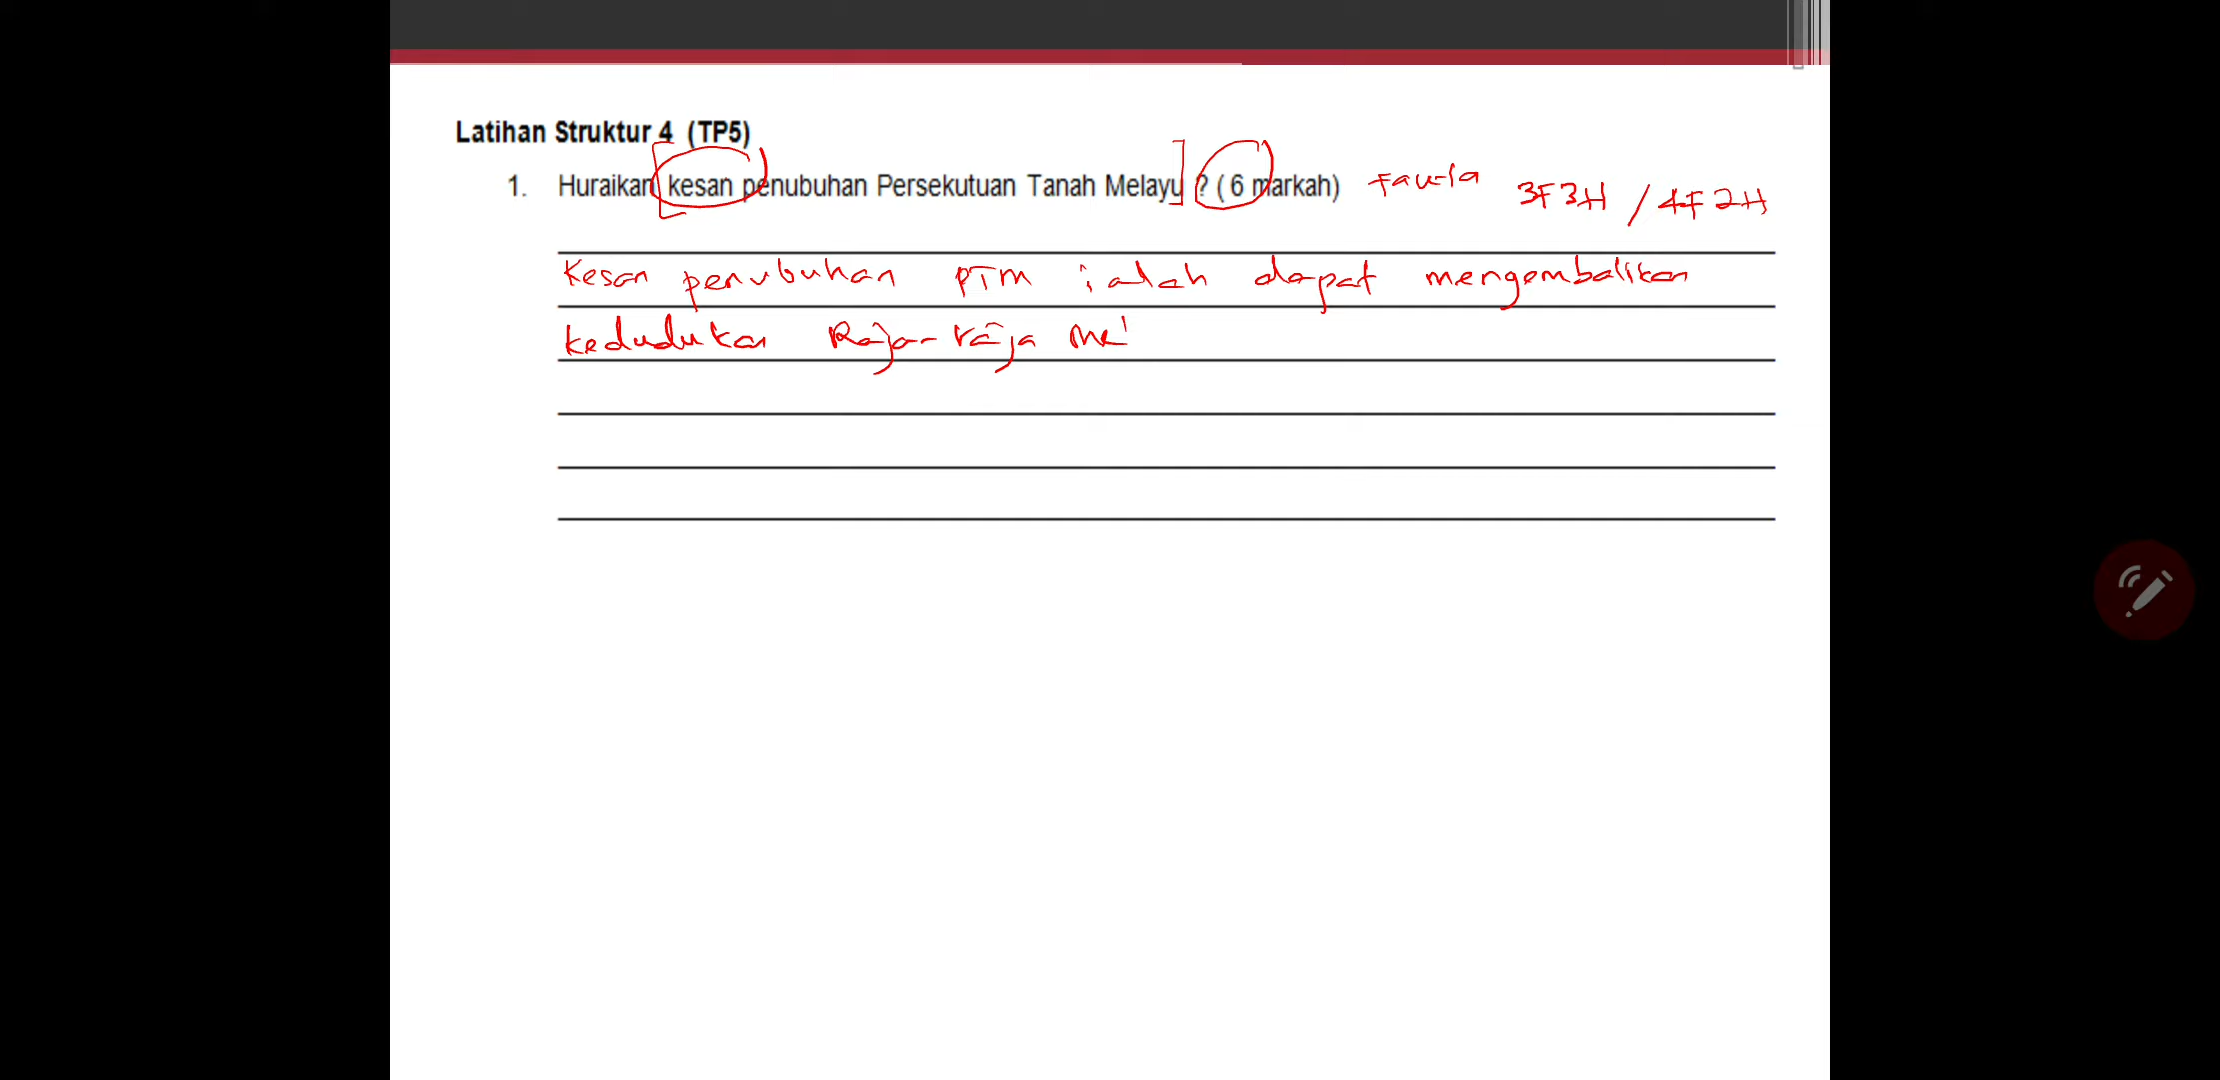 Latihan Struktur 4 (TP5)
1. Huraikan kesan penubuhan Persekutuan Tanah Melayu ? ( 6 markah) 3F3H / 4F2H
Kesan penubuhan PTM ialah dapat mengembalikan
kedudukan Raja-raja Me